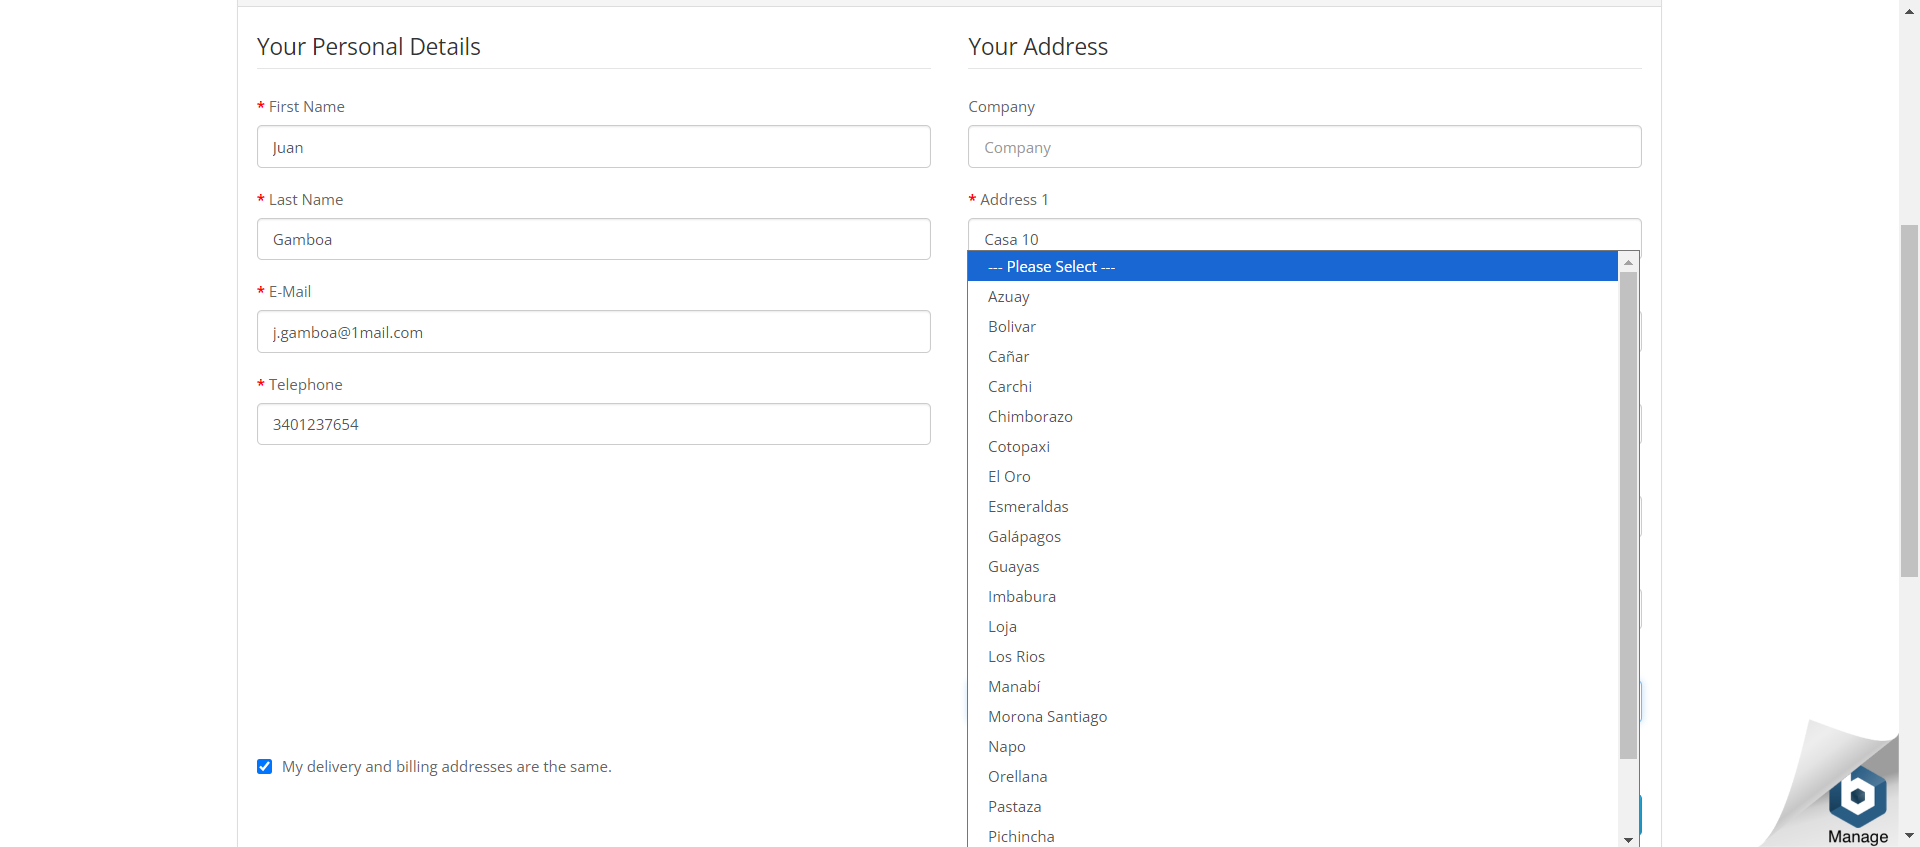 Your Personal Details
* First Name
Juan
* Last Name
Gamboa
* E-Mail
j.gamboa@1mail.com
* Telephone
3401237654
My delivery and billing addresses are the same.
Your Address
Company
Company
* Address 1
Casa 10
--- Please Select ---
Azuay
Bolivar
Cañar
Carchi
Chimborazo
Cotopaxi
El Oro
Esmeraldas
Galápagos
Guayas
Imbabura
Loja
Los Rios
Manabí
Morona Santiago
Napo
Orellana
Pastaza
Pichincha
b
Manage